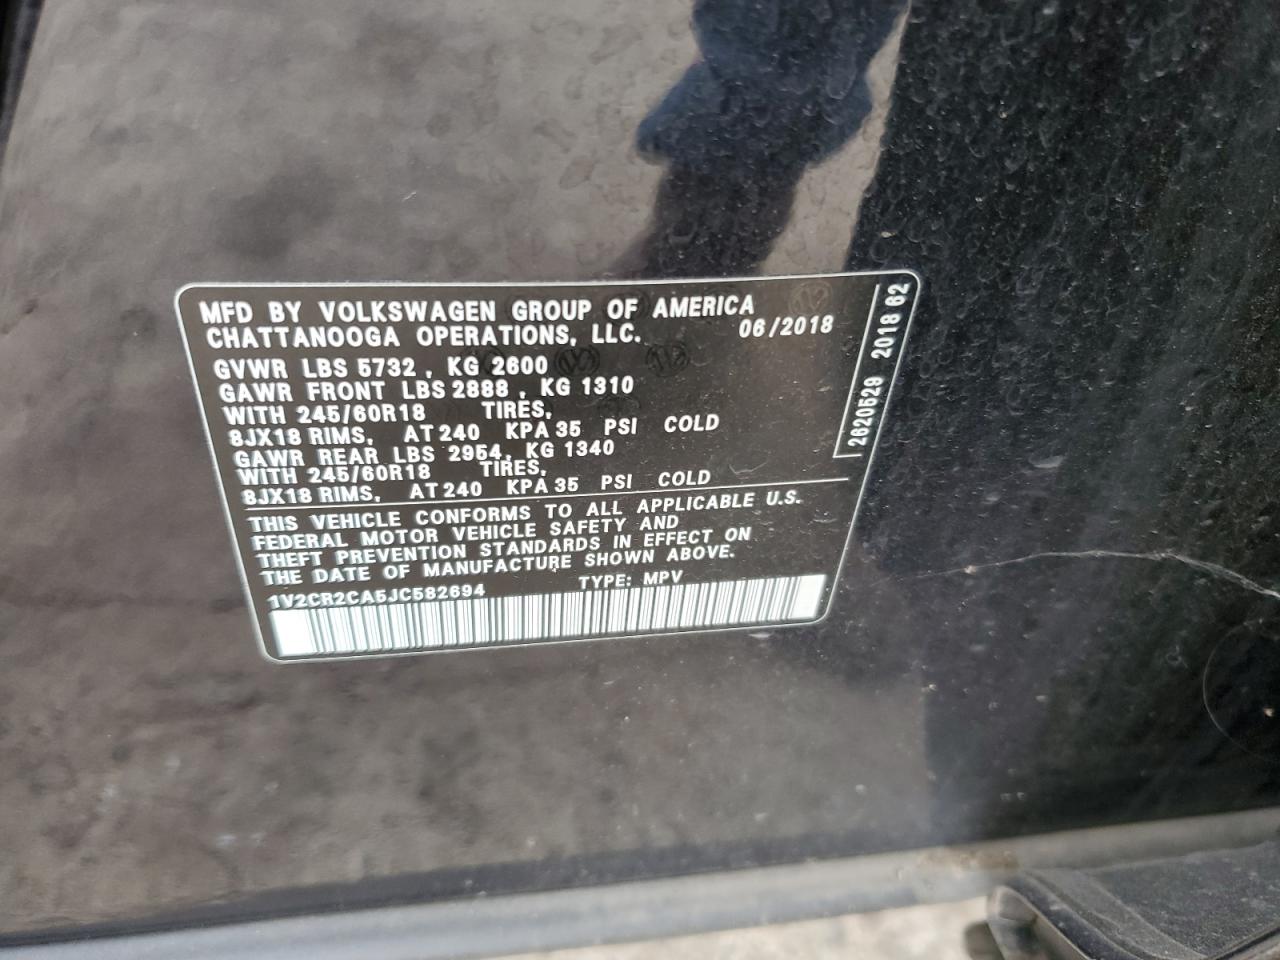 MFD BY VOLKSWAGEN GROUP OF AMERICA
CHATTANOOGA OPERATIONS, LLC. 06/2018
GVWR LBS 5732 , KG 2600
GAWR FRONT LBS 2888 , KG 1310
WITH 245/60R18 TIRES,
8JX18 RIMS, AT 240 KPA 35 PSI COLD
GAWR REAR LBS 2954, KG 1340
WITH 245/60R18 TIRES,
8JX18 RIMS, AT 240 KPA 35 PSI COLD
THIS VEHICLE CONFORMS TO ALL APPLICABLE U.S.
FEDERAL MOTOR VEHICLE SAFETY AND
THEFT PREVENTION STANDARDS IN EFFECT ON
THE DATE OF MANUFACTURE SHOWN ABOVE.
1V2CR2CA5JC582694 TYPE: MPV
2620529 2018 62